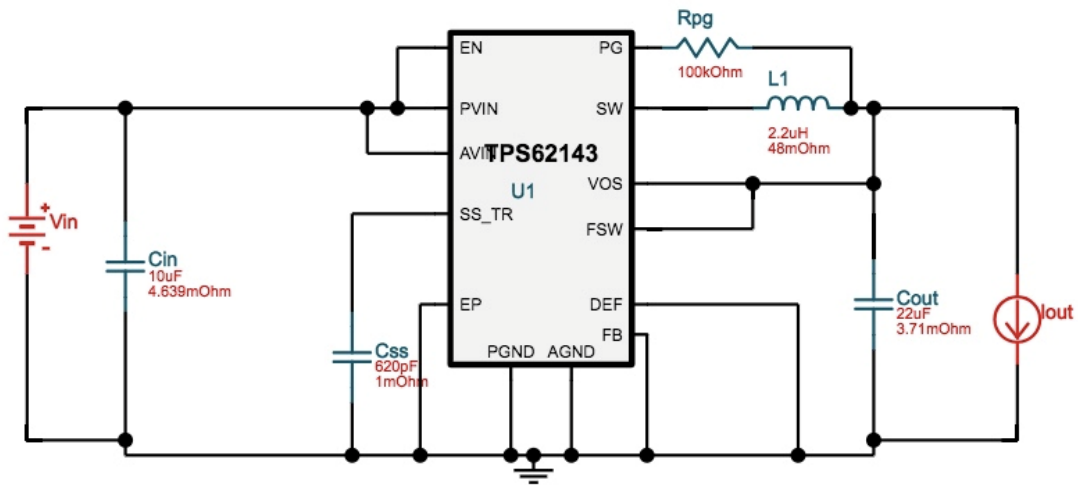 Rpg
100kOhm
EN
PG
L1
PVIN
SW
2.2uH
48mOhm
AVIN
TPS62143
U1
VOS
SS_TR
FSW
+
Vin
-
Cin
10uF
4.639mOhm
EP
DEF
Cout
22uF
3.71mOhm
Iout
FB
Css
620pF
1mOhm
PGND
AGND